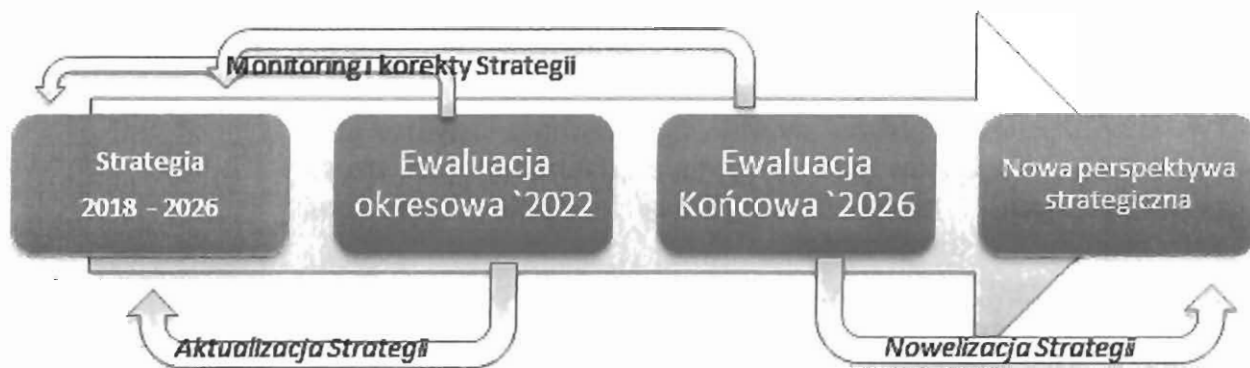 Monitoring i korekty Strategii
Strategia
2018 – 2026
Ewaluacja
okresowa `2022
Ewaluacja
Końcowa `2026
Nowa perspektywa
strategiczna
Aktualizacja Strategii
Nowelizacja Strategii